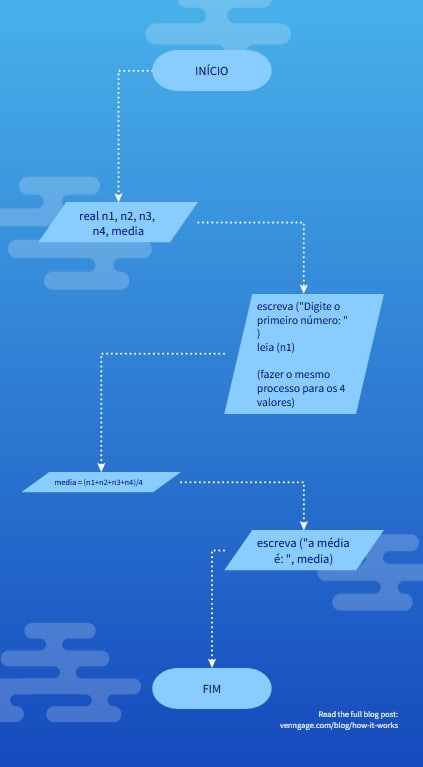 INÍCIO
real n1, n2, n3,
n4, media
escreva ("Digite o
primeiro número: "
)
leia (n1)
(fazer o mesmo
processo para os 4
valores)
media = (n1+n2+n3+n4)/4
escreva ("a média
é: ", media)
FIM
Read the full blog post:
venngage.com/blog/how-it-works